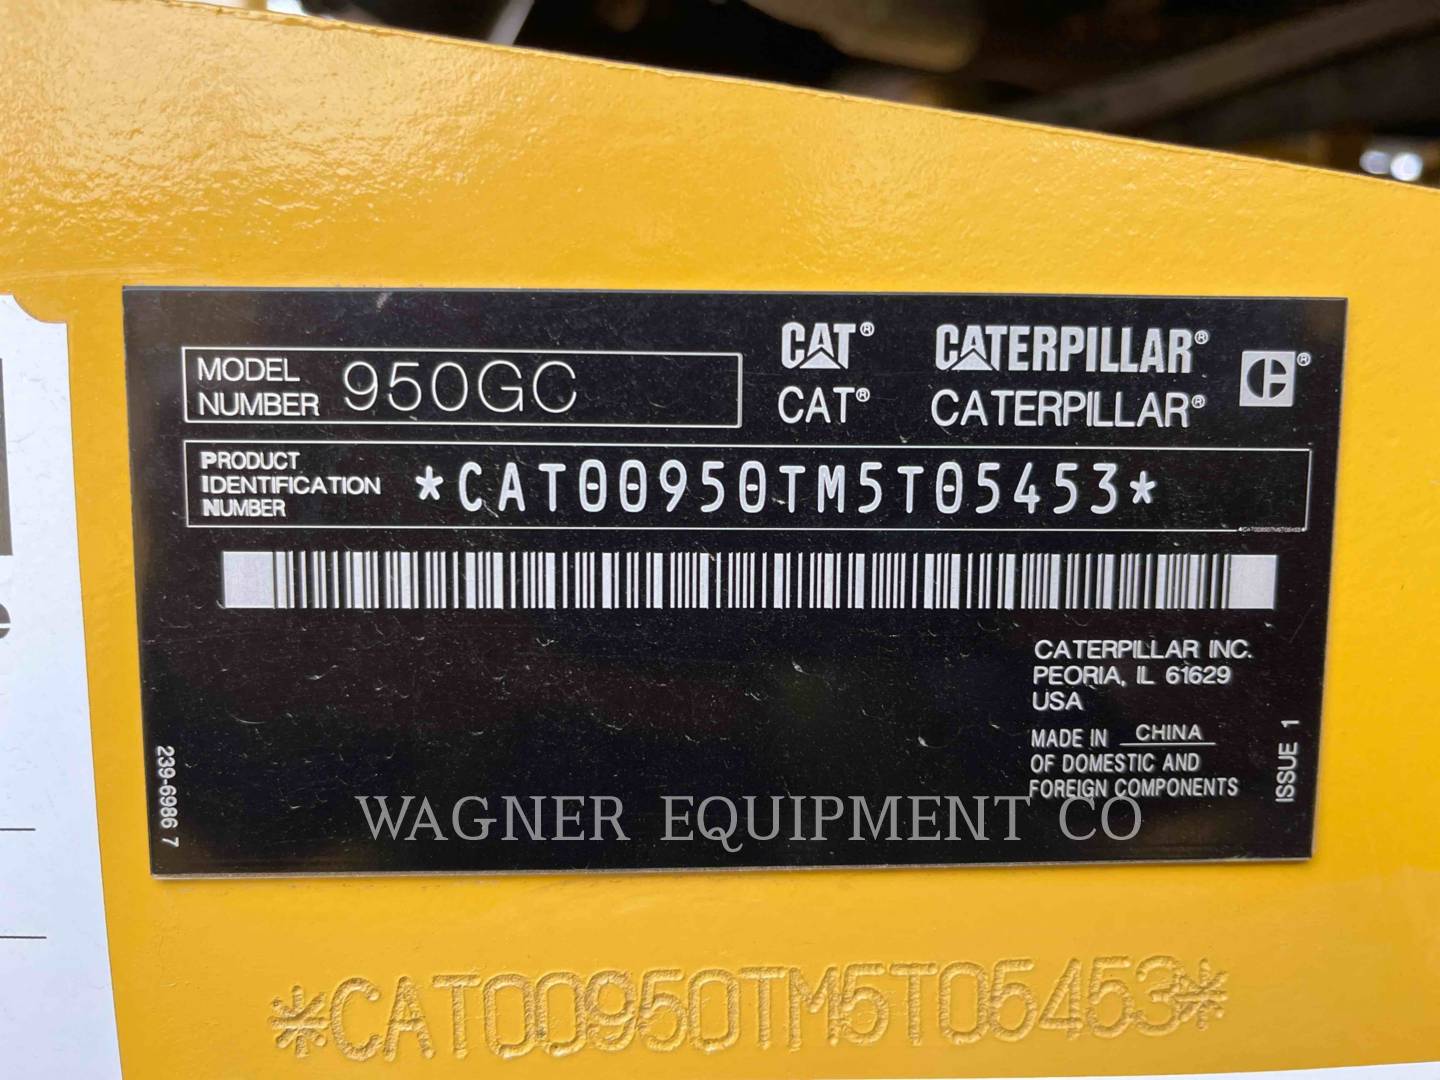 CAT® CATERPILLAR®
CAT® CATERPILLAR®
MODEL
NUMBER 950GC
PRODUCT
IDENTIFICATION
NUMBER *CAT00950TM5T05453*
*CAT00950TM5T05453*
CATERPILLAR INC.
PEORIA, IL 61629
USA
MADE IN CHINA
OF DOMESTIC AND
FOREIGN COMPONENTS
ISSUE 1
239-6986 7
WAGNER EQUIPMENT CO
*CAT00950TM5T05453*